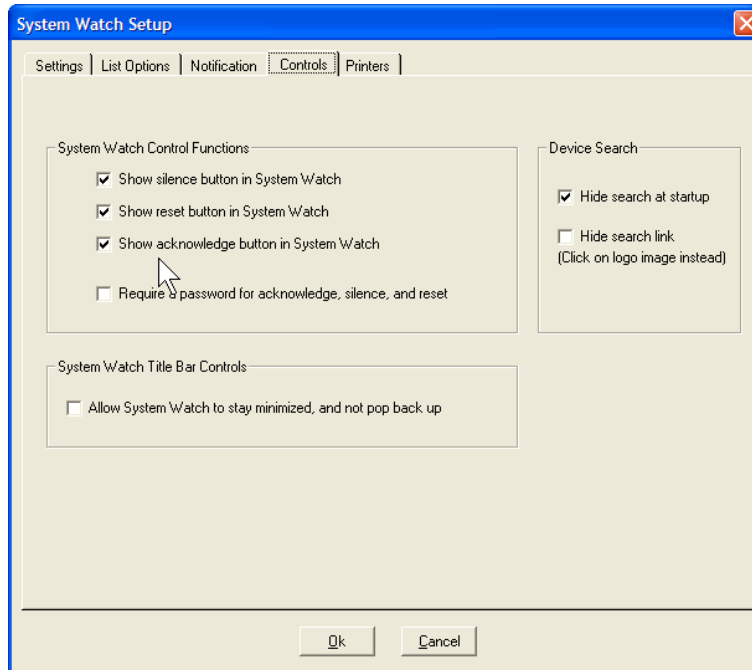 System Watch Setup
Settings List Options Notification Controls Printers
System Watch Control Functions
Show silence button in System Watch
Show reset button in System Watch
Show acknowledge button in System Watch
Require a password for acknowledge, silence, and reset
Device Search
Hide search at startup
Hide search link
(Click on logo image instead)
System Watch Title Bar Controls
Allow System Watch to stay minimized, and not pop back up
Ok Cancel